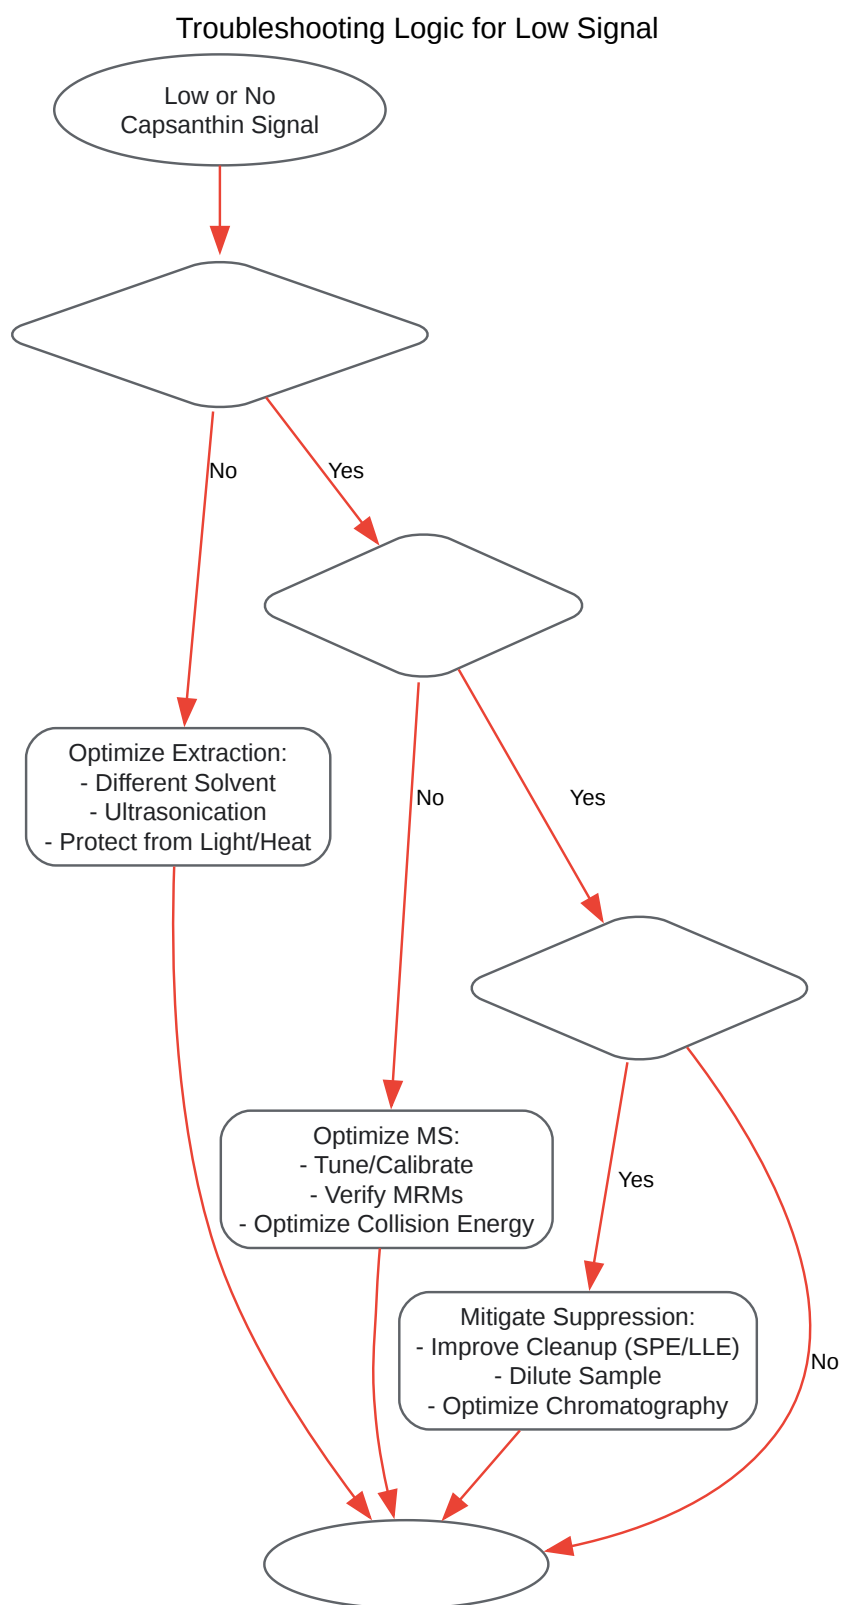 Troubleshooting Logic for Low Signal
Low or No
Capsanthin Signal
No
Yes
Optimize Extraction:
- Different Solvent
- Ultrasonication
- Protect from Light/Heat
No
Yes
Optimize MS:
- Tune/Calibrate
- Verify MRMs
- Optimize Collision Energy
Yes
Mitigate Suppression:
- Improve Cleanup (SPE/LLE)
- Dilute Sample
- Optimize Chromatography
No